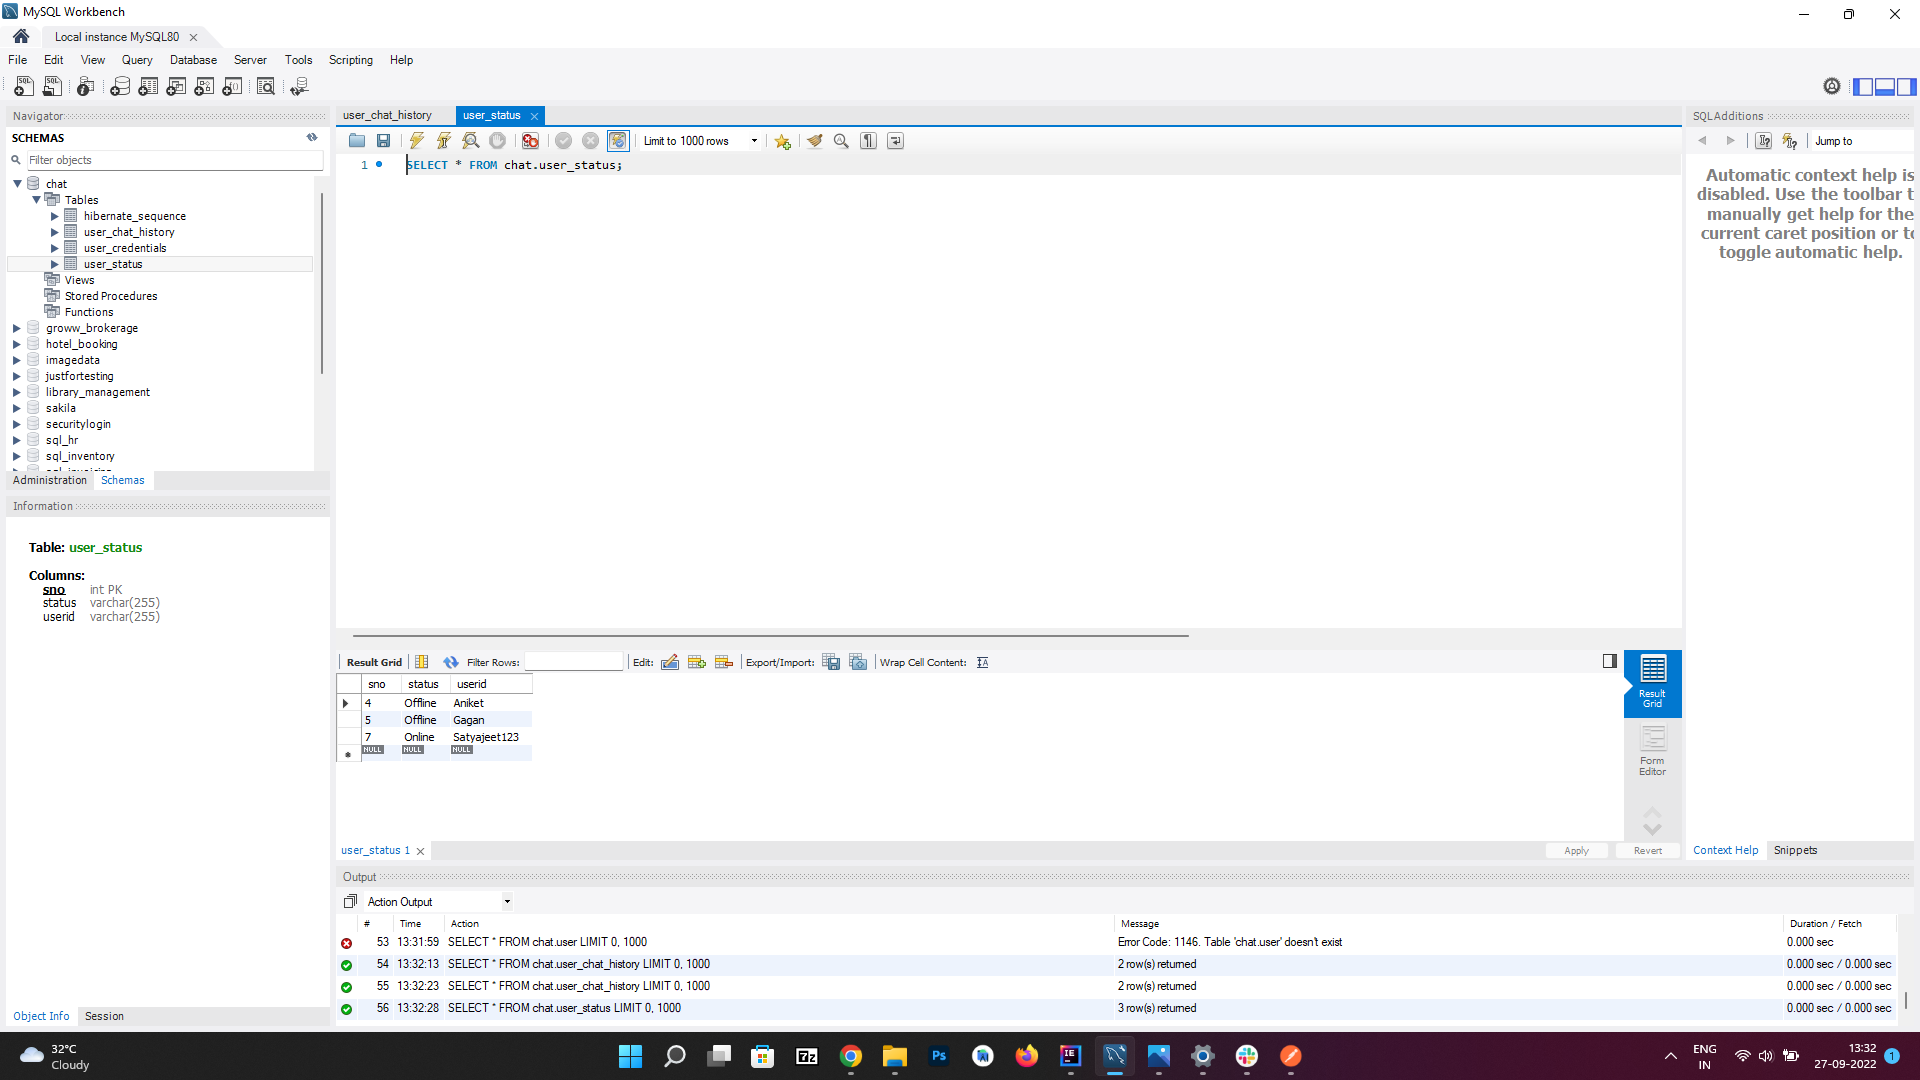 MySQL Workbench
Local instance MySQL80
File Edit View Query Database Server Tools Scripting Help
Navigator
SCHEMAS
Filter objects
chat
Tables
hibernate_sequence
user_chat_history
user_credentials
user_status
Views
Stored Procedures
Functions
groww_brokerage
hotel_booking
imagedata
justfortesting
library_management
sakila
securitylogin
sql_hr
sql_inventory
Administration Schemas
Information
Table: user_status
Columns:
sno int PK
status varchar(255)
userid varchar(255)
Object Info Session
user_chat_history user_status
Limit to 1000 rows
1 SELECT * FROM chat.user_status;
Result Grid Filter Rows: Edit: Export/Import: Wrap Cell Content:
sno status userid
4 Offline Aniket
5 Offline Gagan
7 Online Satyajeet123
NULL NULL NULL
Result
Grid
Form
Editor
user_status 1
Apply Revert
Output
Action Output
# Time Action Message Duration / Fetch
53 13:31:59 SELECT * FROM chat.user LIMIT 0, 1000 Error Code: 1146. Table 'chat.user' doesn't exist 0.000 sec
54 13:32:13 SELECT * FROM chat.user_chat_history LIMIT 0, 1000 2 row(s) returned 0.000 sec / 0.000 sec
55 13:32:23 SELECT * FROM chat.user_chat_history LIMIT 0, 1000 2 row(s) returned 0.000 sec / 0.000 sec
56 13:32:28 SELECT * FROM chat.user_status LIMIT 0, 1000 3 row(s) returned 0.000 sec / 0.000 sec
SQLAdditions
Jump to
Automatic context help is
disabled. Use the toolbar t
manually get help for the
current caret position or to
toggle automatic help.
Context Help Snippets
32°C
Cloudy
7z
Ps
IE
ENG
IN
13:32
27-09-2022
1